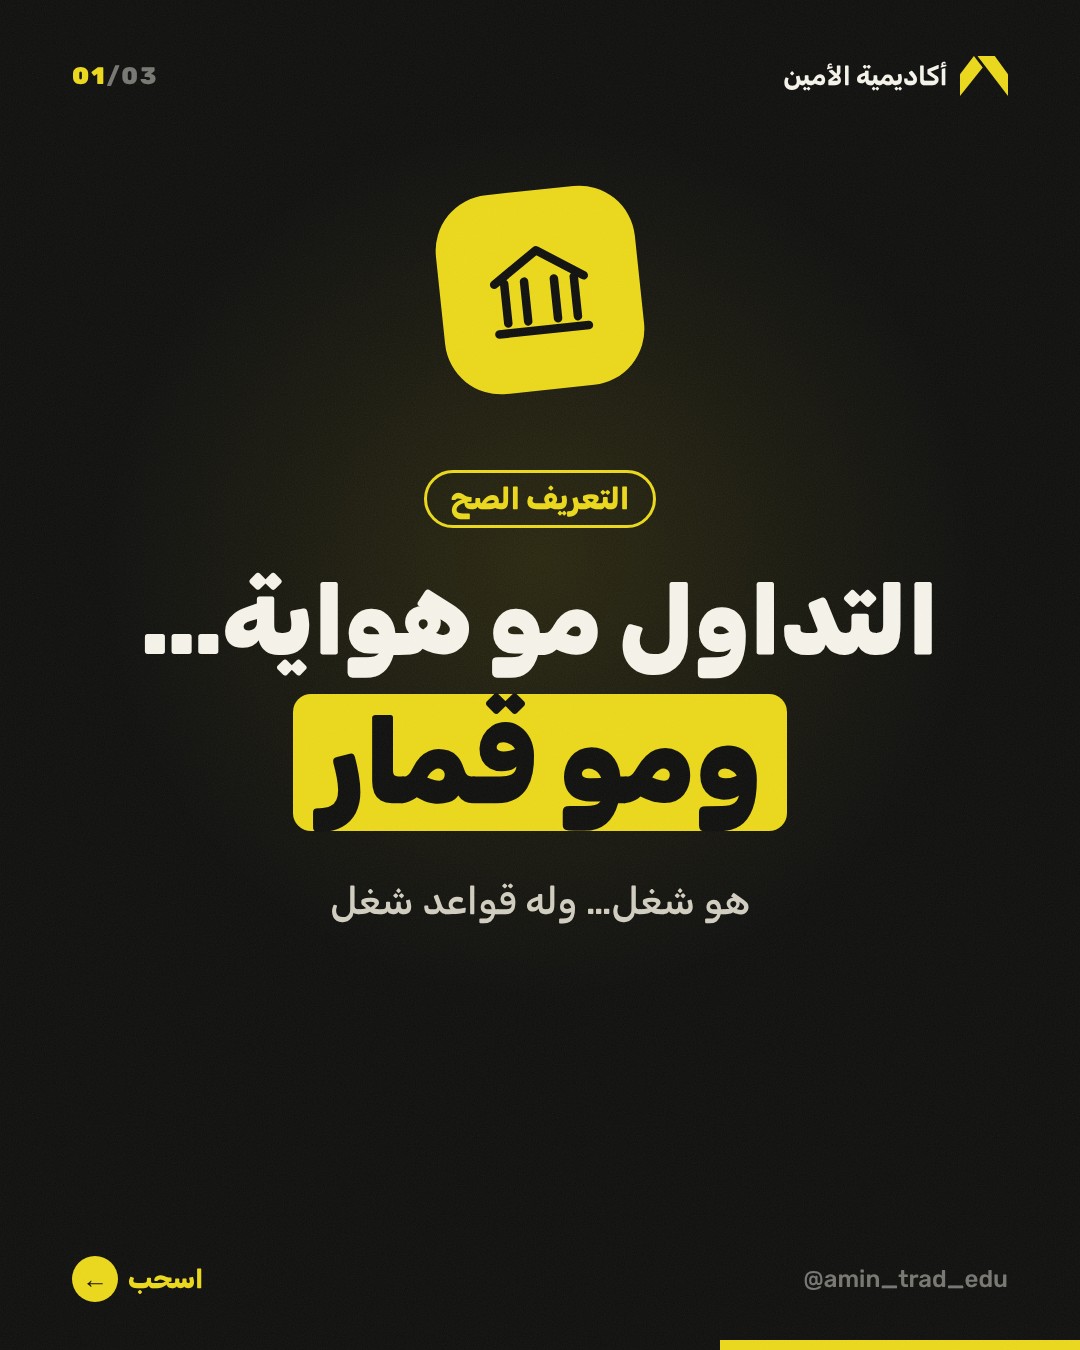 أكاديمية الأمين
01/03
التعريف الصح
التداول مو هواية...
ومو قمار
هو شغل... وله قواعد شغل
@amin_trad_edu
اسحب ←